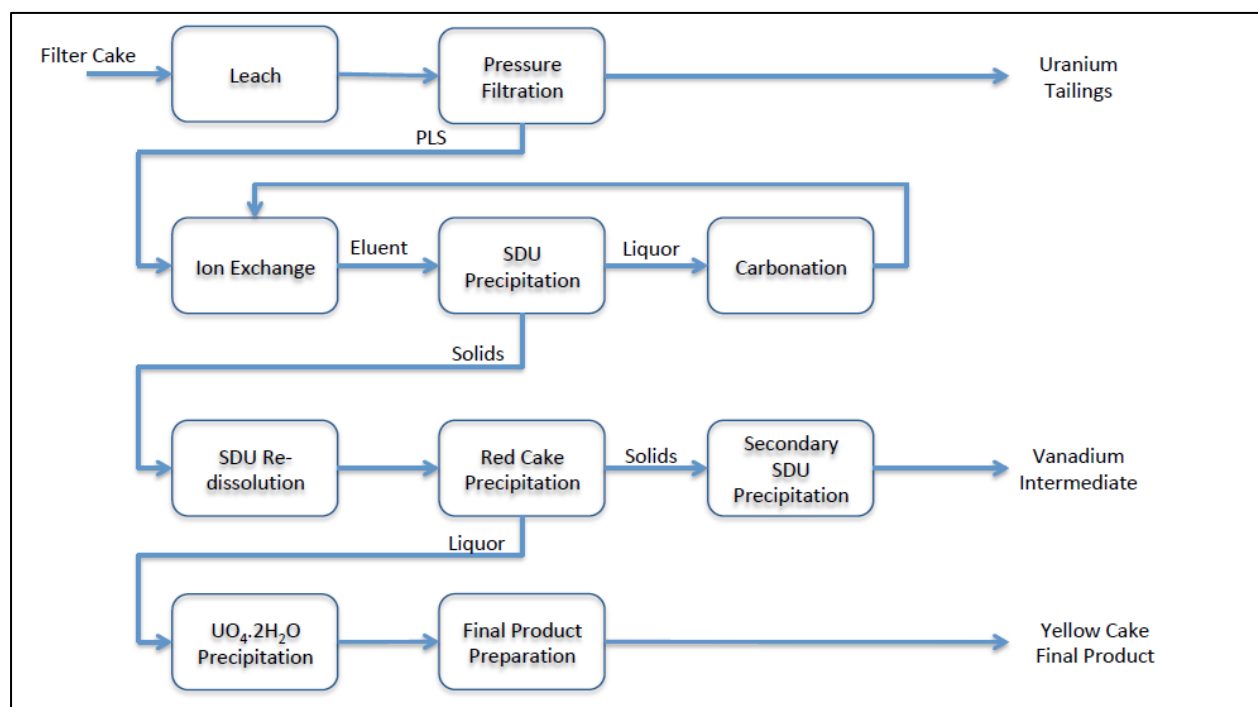 Filter Cake
Leach
Pressure
Filtration
Uranium
Tailings
PLS
Ion Exchange
Eluent
SDU
Precipitation
Liquor
Carbonation
Solids
SDU Re-
dissolution
Red Cake
Precipitation
Solids
Secondary
SDU
Precipitation
Vanadium
Intermediate
Liquor
UO₄.2H₂O
Precipitation
Final Product
Preparation
Yellow Cake
Final Product